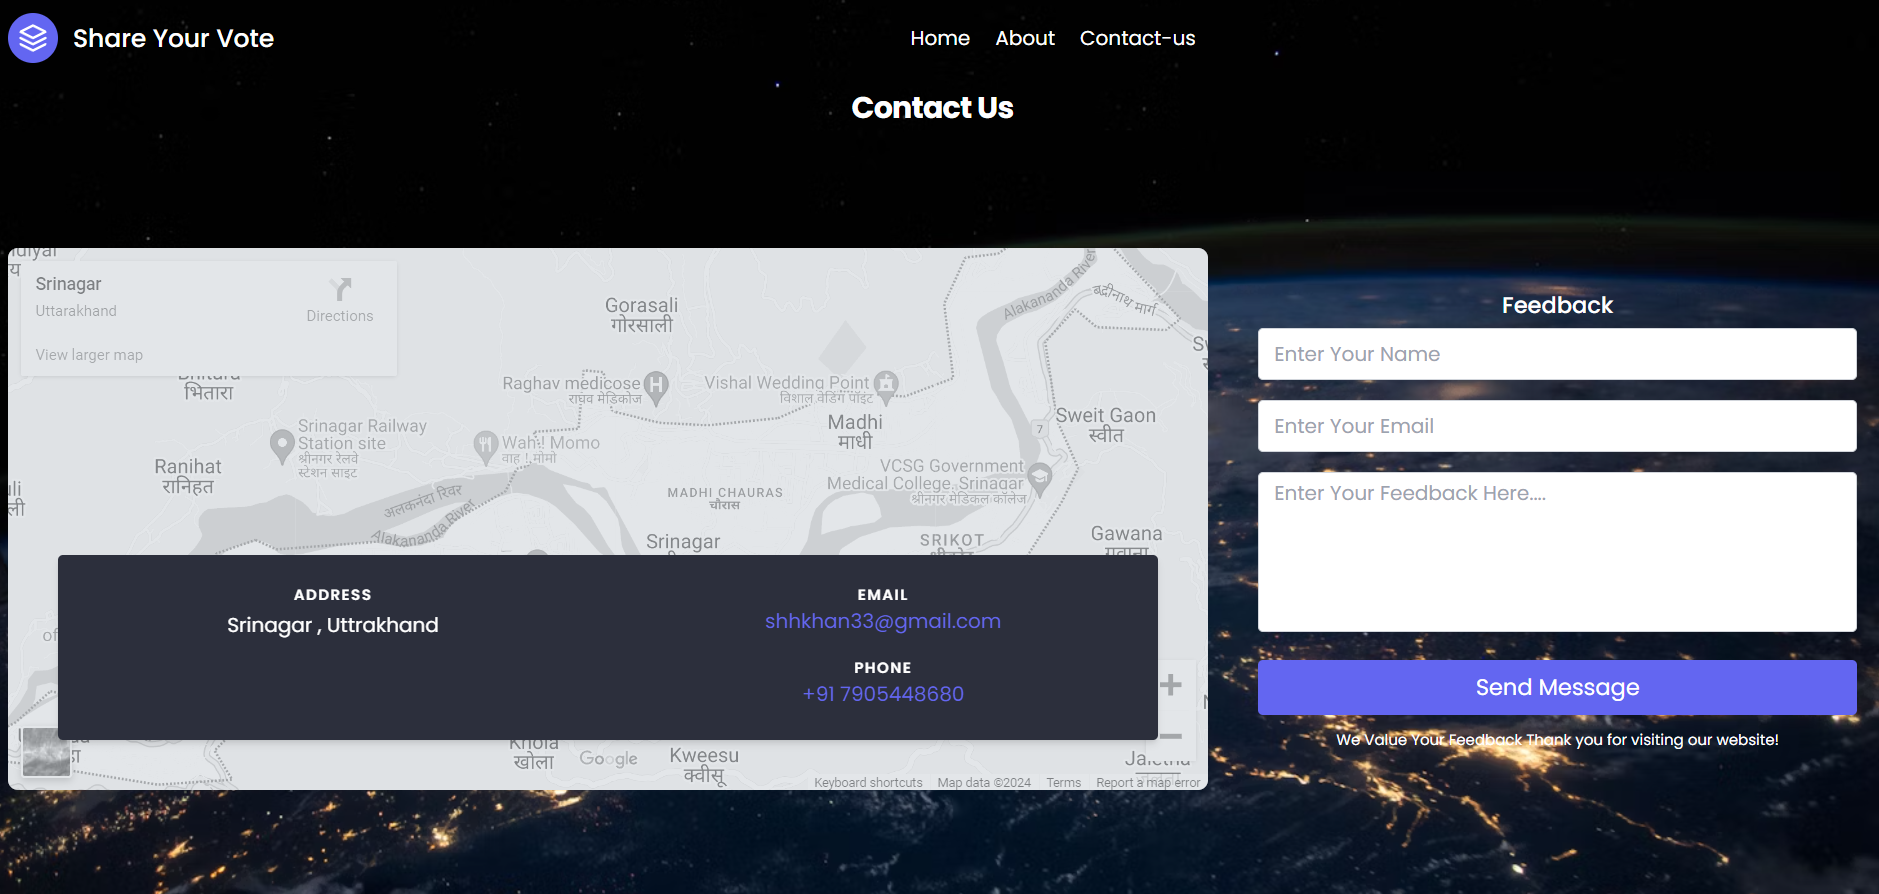 Share Your Vote
Home
About
Contact-us
Contact Us
Srinagar
Uttarakhand
Directions
View larger map
भितारा
Gorasali
गोरसाली
Alakananda River
बद्रीनाथ मार्ग
Raghav medicose
राघव मेडिकोज
Vishal Wedding Point
विशाल वेडिंग पॉइंट
Madhi
माधी
Sweit Gaon
स्वीत
7
Srinagar Railway
Station site
श्रीनगर रेलवे
स्टेशन साइट
Wah! Momo
वाह ! मोमो
Ranihat
रानिहत
VCSG Government
Medical College, Srinagar
श्रीनगर मेडिकल कॉलेज
MADHI CHAURAS
चौरास
अलकनंदा रिवर
Alakananda River
Srinagar
SRIKOT
Gawana
ADDRESS
Srinagar , Uttrakhand
EMAIL
shhkhan33@gmail.com
PHONE
+91 7905448680
Khola
खोला
Google
Kweesu
क्वीसू
Keyboard shortcuts
Map data ©2024
Terms
Report a map error
Feedback
Enter Your Name
Enter Your Email
Enter Your Feedback Here....
Send Message
We Value Your Feedback Thank you for visiting our website!